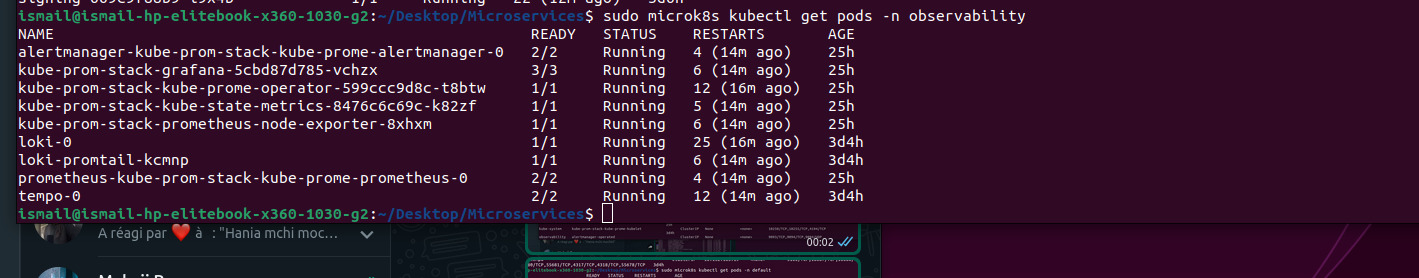 ismail@ismail-hp-elitebook-x360-1030-g2:~/Desktop/Microservices$ sudo microk8s kubectl get pods -n observability
NAME READY STATUS RESTARTS AGE
alertmanager-kube-prom-stack-kube-prome-alertmanager-0 2/2 Running 4 (14m ago) 25h
kube-prom-stack-grafana-5cbd87d785-vchzx 3/3 Running 6 (14m ago) 25h
kube-prom-stack-kube-prome-operator-599ccc9d8c-t8btw 1/1 Running 12 (16m ago) 25h
kube-prom-stack-kube-state-metrics-8476c6c69c-k82zf 1/1 Running 5 (14m ago) 25h
kube-prom-stack-prometheus-node-exporter-8xhxm 1/1 Running 6 (14m ago) 25h
loki-0 1/1 Running 25 (16m ago) 3d4h
loki-promtail-kcmnp 1/1 Running 6 (14m ago) 3d4h
prometheus-kube-prom-stack-kube-prome-prometheus-0 2/2 Running 4 (14m ago) 25h
tempo-0 2/2 Running 12 (14m ago) 3d4h
ismail@ismail-hp-elitebook-x360-1030-g2:~/Desktop/Microservices$
A réagi par ❤️ à : "Hania mchi moc...
00:02
sudo microk8s kubectl get pods -n default